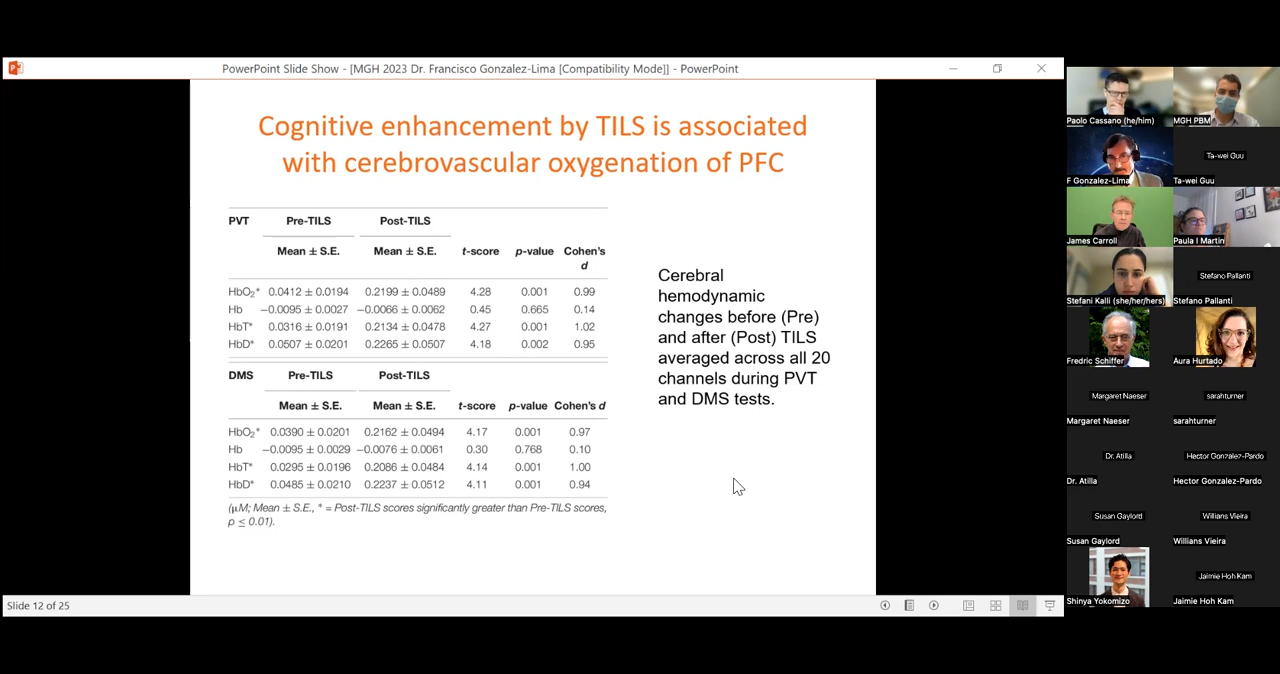 PowerPoint Slide Show - [MGH 2023 Dr. Francisco Gonzalez-Lima [Compatibility Mode]] - PowerPoint
Cognitive enhancement by TILS is associated
with cerebrovascular oxygenation of PFC
PVT Pre-TILS Post-TILS
Mean ± S.E. Mean ± S.E. t-score p-value Cohen's
d
HbO₂* 0.0412 ± 0.0194 0.2199 ± 0.0489 4.28 0.001 0.99
Hb −0.0095 ± 0.0027 −0.0066 ± 0.0062 0.45 0.665 0.14
HbT* 0.0316 ± 0.0191 0.2134 ± 0.0478 4.27 0.001 1.02
HbD* 0.0507 ± 0.0201 0.2265 ± 0.0507 4.18 0.002 0.95
DMS Pre-TILS Post-TILS
Mean ± S.E. Mean ± S.E. t-score p-value Cohen's d
HbO₂* 0.0390 ± 0.0201 0.2162 ± 0.0494 4.17 0.001 0.97
Hb −0.0095 ± 0.0029 −0.0076 ± 0.0061 0.30 0.768 0.10
HbT* 0.0295 ± 0.0196 0.2086 ± 0.0484 4.14 0.001 1.00
HbD* 0.0485 ± 0.0210 0.2237 ± 0.0512 4.11 0.001 0.94
(μM; Mean ± S.E., * = Post-TILS scores significantly greater than Pre-TILS scores,
p ≤ 0.01).
Cerebral
hemodynamic
changes before (Pre)
and after (Post) TILS
averaged across all 20
channels during PVT
and DMS tests.
Slide 12 of 25
Paolo Cassano (he/him)
MGH PBM
F Gonzalez-Lima
Ta-wei Guu
Ta-wei Guu
James Carroll
Paula I Martin
Stefani Kalli (she/her/hers)
Stefano Pallanti
Stefano Pallanti
Fredric Schiffer
Aura Hurtado
Margaret Naeser
Margaret Naeser
sarahturner
sarahturner
Dr. Atilla
Dr. Atilla
Hector Gonzalez-Pardo
Hector Gonzalez-Pardo
Susan Gaylord
Susan Gaylord
Willians Vieira
Willians Vieira
Shinya Yokomizo
Jaimie Hoh Kam
Jaimie Hoh Kam